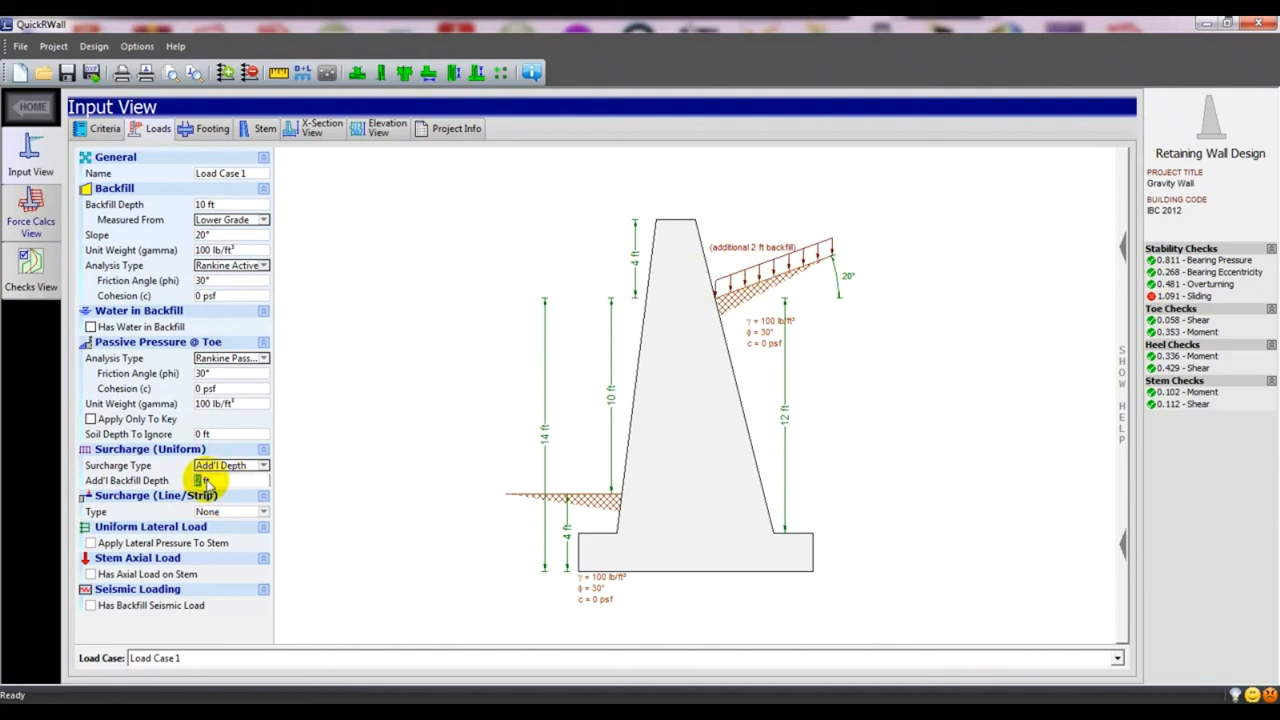 QuickRWall
File Project Design Options Help
HOME
Input View
Force Calcs
View
Checks View
Input View
Criteria Loads Footing Stem X-Section View Elevation View Project Info
General
Name Load Case 1
Backfill
Backfill Depth 10 ft
Measured From Lower Grade
Slope 20°
Unit Weight (gamma) 100 lb/ft³
Analysis Type Rankine Active
Friction Angle (phi) 30°
Cohesion (c) 0 psf
Water in Backfill
Has Water in Backfill
Passive Pressure @ Toe
Analysis Type Rankine Pass...
Friction Angle (phi) 30°
Cohesion (c) 0 psf
Unit Weight (gamma) 100 lb/ft³
Apply Only To Key
Soil Depth To Ignore 0 ft
Surcharge (Uniform)
Surcharge Type Add'l Depth
Add'l Backfill Depth 2 ft
Surcharge (Line/Strip)
Type None
Uniform Lateral Load
Apply Lateral Pressure To Stem
Stem Axial Load
Has Axial Load on Stem
Seismic Loading
Has Backfill Seismic Load
4 ft
(additional 2 ft backfill)
20°
γ = 100 lb/ft³
ϕ = 30°
c = 0 psf
10 ft
12 ft
14 ft
4 ft
γ = 100 lb/ft³
ϕ = 30°
c = 0 psf
SHOW HELP
Load Case: Load Case 1
Retaining Wall Design
PROJECT TITLE
Gravity Wall
BUILDING CODE
IBC 2012
Stability Checks
0.811 - Bearing Pressure
0.268 - Bearing Eccentricity
0.481 - Overturning
1.091 - Sliding
Toe Checks
0.058 - Shear
0.353 - Moment
Heel Checks
0.336 - Moment
0.429 - Shear
Stem Checks
0.102 - Moment
0.112 - Shear
Ready